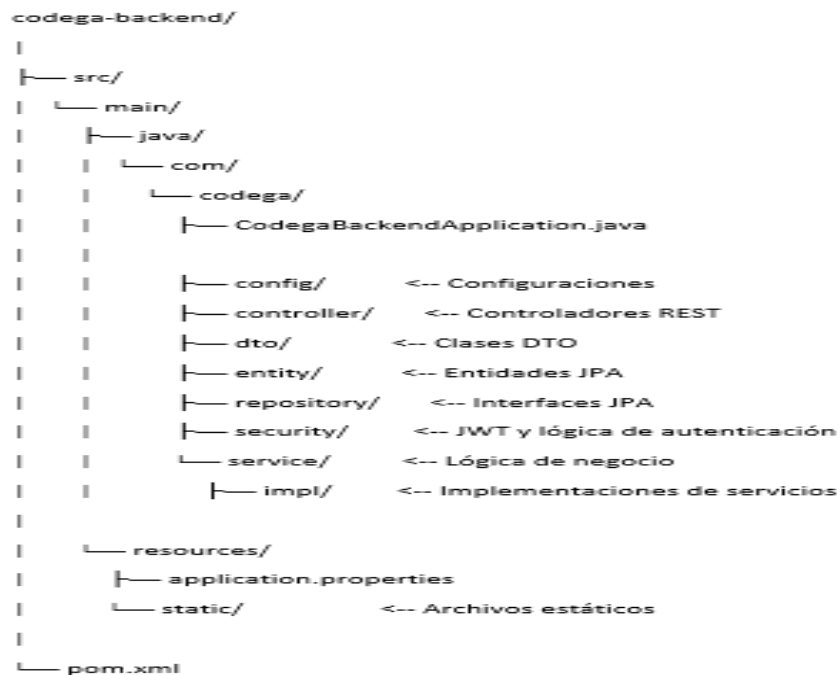 codega-backend/
|
├── src/
|   └── main/
|       ├── java/
|       |   └── com/
|       |       └── codega/
|       |           ├── CodegaBackendApplication.java
|       |
|       |           ├── config/        <-- Configuraciones
|       |           ├── controller/      <-- Controladores REST
|       |           ├── dto/          <-- Clases DTO
|       |           ├── entity/        <-- Entidades JPA
|       |           ├── repository/      <-- Interfaces JPA
|       |           ├── security/        <-- JWT y lógica de autenticación
|       |           └── service/        <-- Lógica de negocio
|       |               ├── impl/        <-- Implementaciones de servicios
|
|       └── resources/
|           ├── application.properties
|           └── static/            <-- Archivos estáticos
|
└── pom.xml